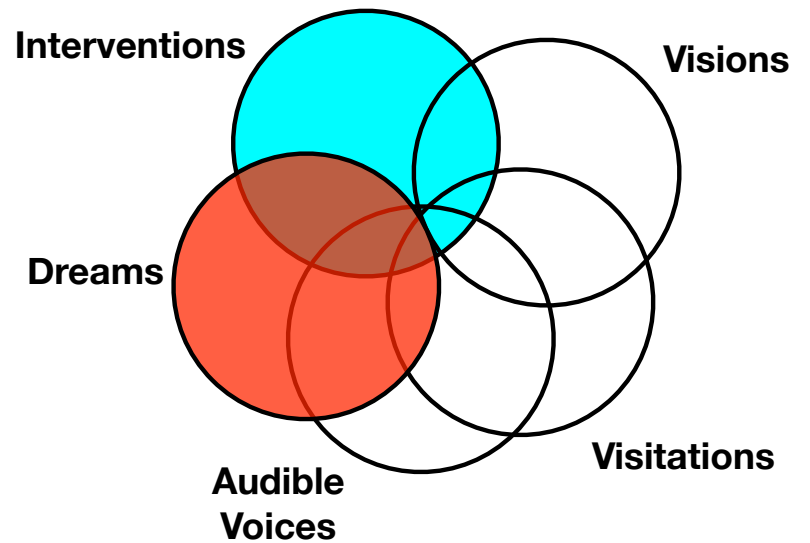 Interventions
Visions
Dreams
Visitations
Audible
Voices